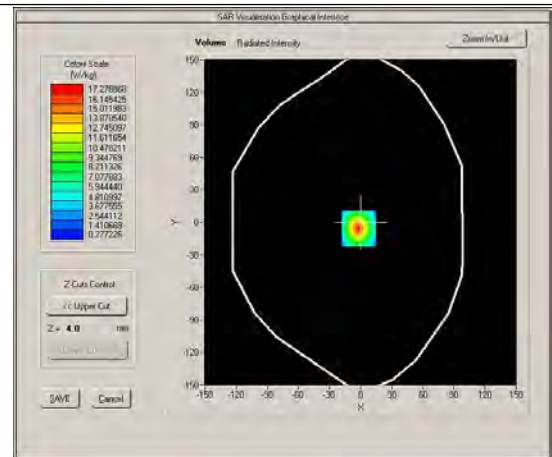 SAR Visualisation Graphical Interface
Volume Radiated Intensity
Zoom In/Out
Colour Scale
(W/kg)
17.278868
16.145425
15.011983
13.878540
12.745097
11.611654
10.478211
9.344769
8.211326
7.077883
5.944440
4.810997
3.677555
2.544112
1.410669
0.277226
150
120
90
60
30
Y 0
-30
-60
-90
-120
-150
-150 -120 -90 -60 -30 0 30 60 90 120 150
X
Z Cuts Control
<< Upper Cut
Z = 4.0 mm
SAVE Cancel